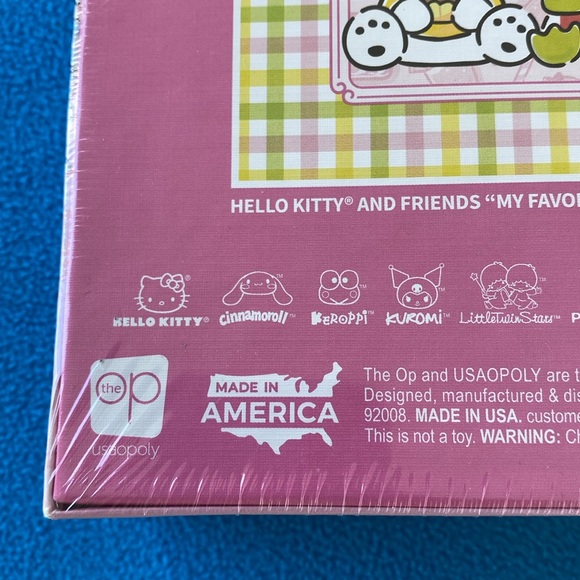 HELLO KITTY® AND FRIENDS “MY FAVOR
HELLO KITTY®
Cinnamoroll™
KEROPPI™
KUROMI™
LittleTwinStars™
P
the op
usaopoly
MADE IN
AMERICA
The Op and USAOPOLY are t
Designed, manufactured & dis
92008. MADE IN USA. custome
This is not a toy. WARNING: C